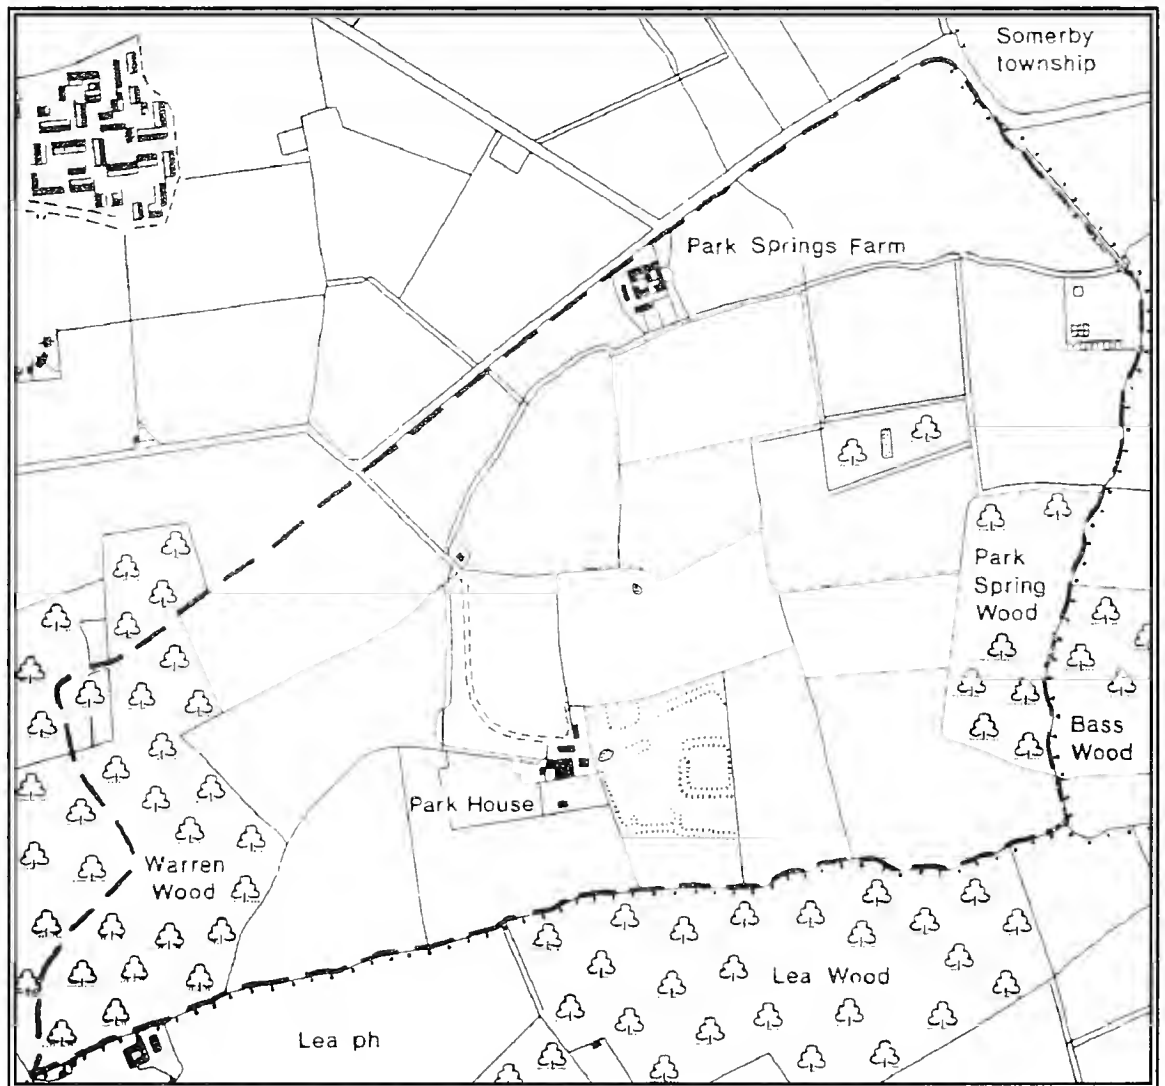 Somerby
township
Park Springs Farm
Park
Spring
Wood
Bass
Wood
Park House
Warren
Wood
Lea Wood
Lea ph